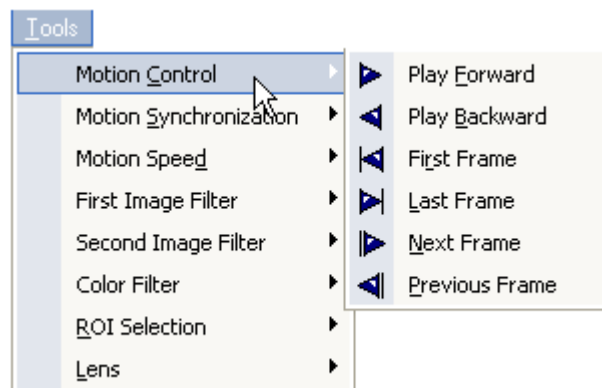 Tools
Motion Control
Motion Synchronization
Motion Speed
First Image Filter
Second Image Filter
Color Filter
ROI Selection
Lens
Play Forward
Play Backward
First Frame
Last Frame
Next Frame
Previous Frame